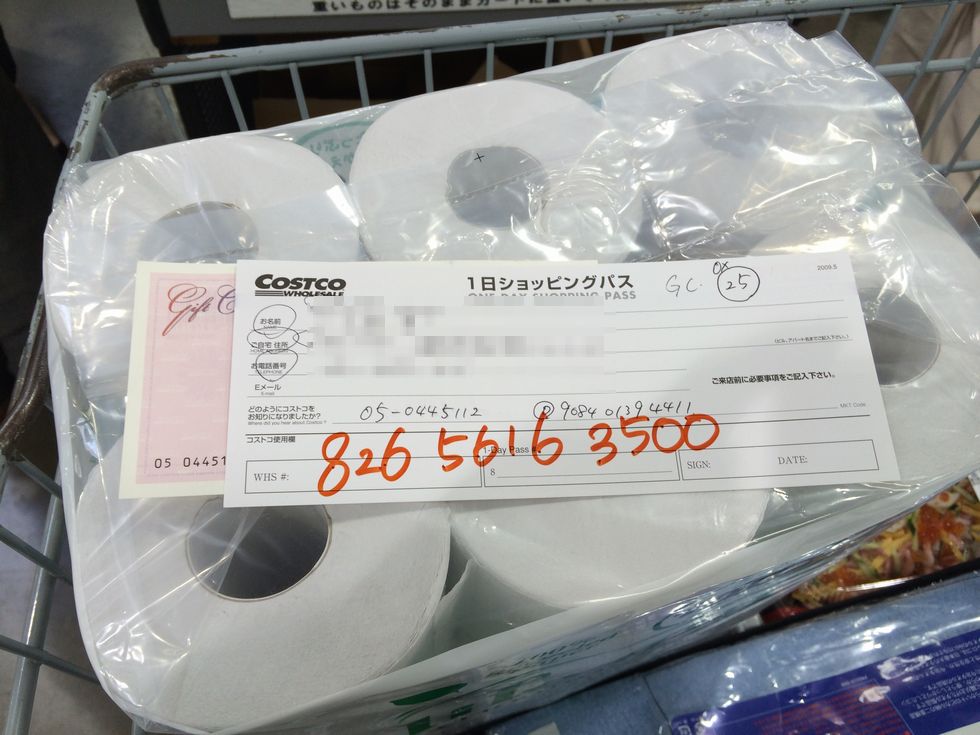 重いものはそのままカートに置いて
COSTCO WHOLESALE
1日ショッピングパス
ONE DAY SHOPPING PASS
GC. OX 25
2009.5
お名前
NAME
ご自宅 住所
(ビル、アパート名までご記入下さい。)
お電話番号
TELEPHONE
Eメール
E-mail
ご来店前に必要事項をご記入下さい。
どのようにコストコを
お知りになりましたか?
Where did you hear about Costco?
05-0445112
P 9084 01394411
MKT Code
コストコ使用欄
826 5616 3500
WHS #:
1-Day Pass #:
8
SIGN:
DATE:
Gift C
05 04451